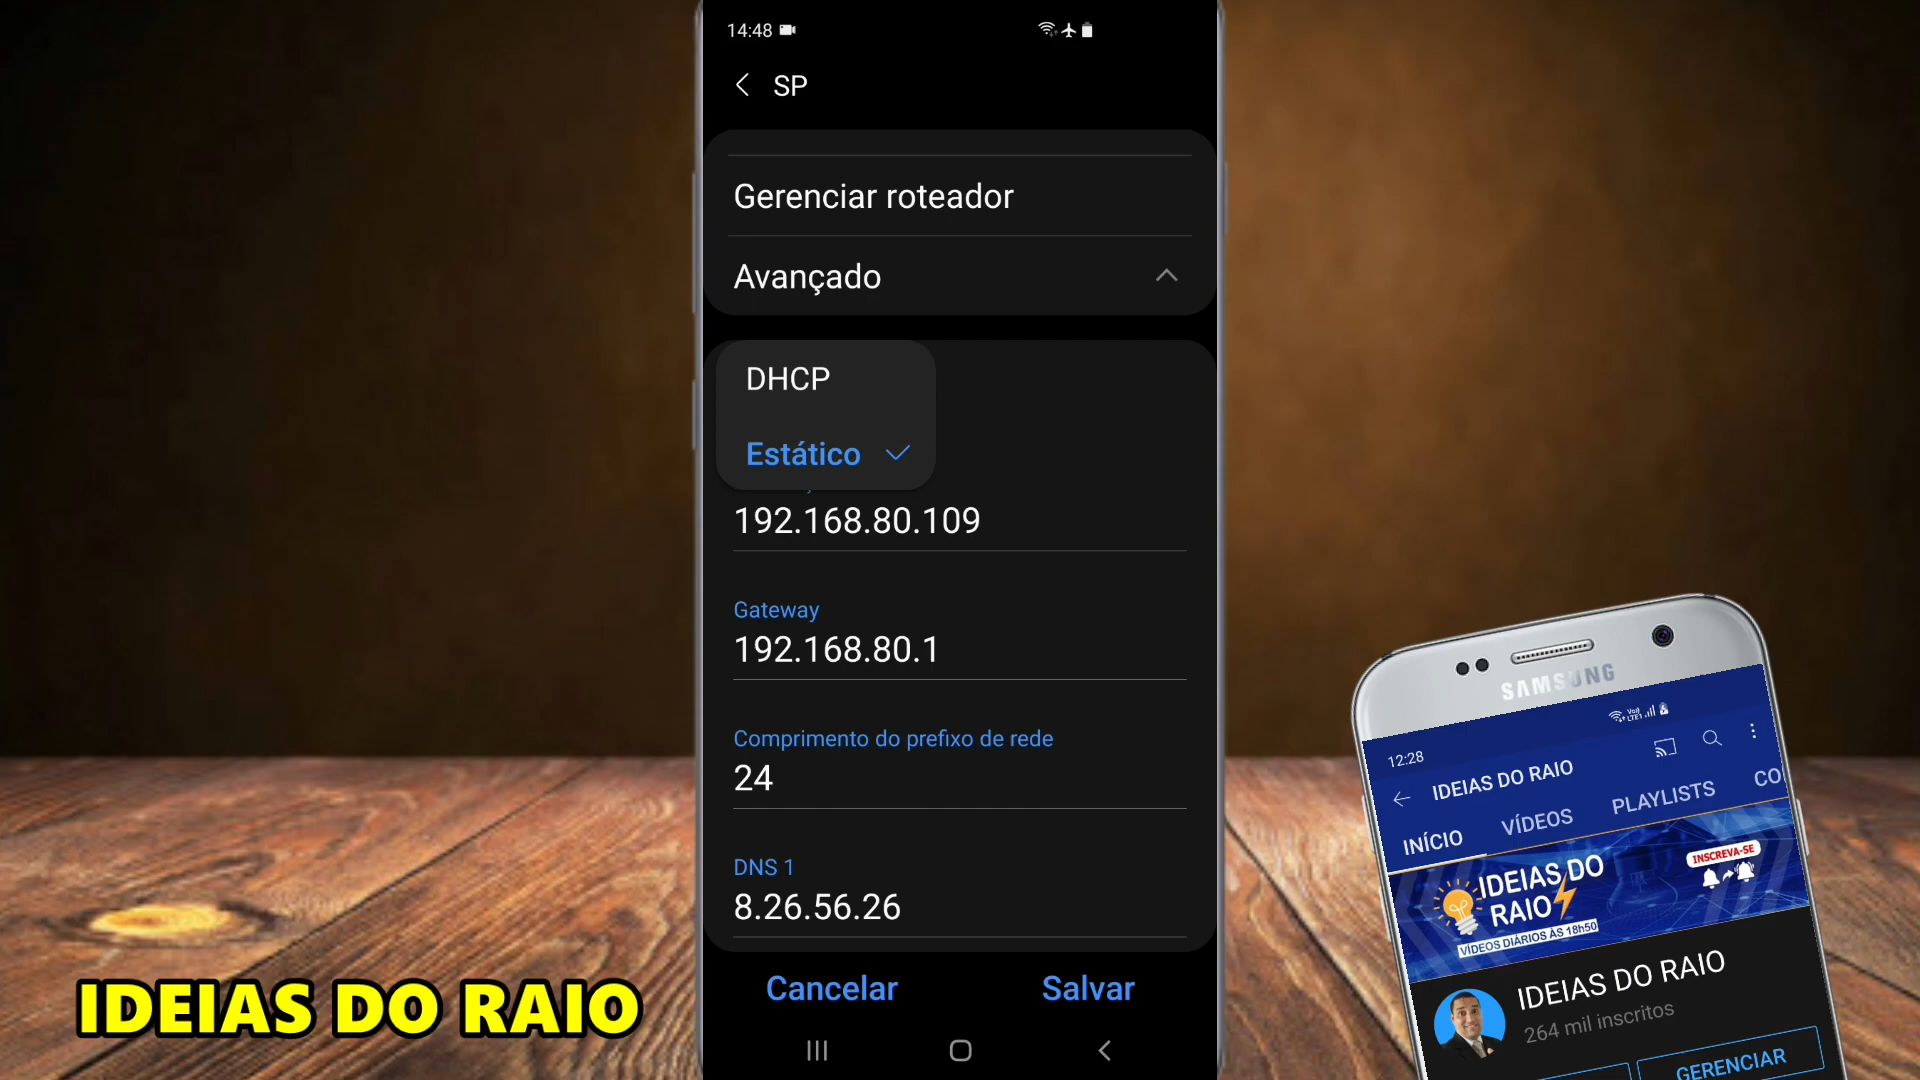 14:48
SP
Gerenciar roteador
Avançado
DHCP
Estático
192.168.80.109
Gateway
192.168.80.1
Comprimento do prefixo de rede
24
DNS 1
8.26.56.26
Cancelar
Salvar
IDEIAS DO RAIO
SAMSUNG
12:28
IDEIAS DO RAIO
INÍCIO
VÍDEOS
PLAYLISTS
CO
IDEIAS DO
RAIO
VÍDEOS DIÁRIOS ÀS 18h50
INSCREVA-SE
IDEIAS DO RAIO
264 mil inscritos
GERENCIAR